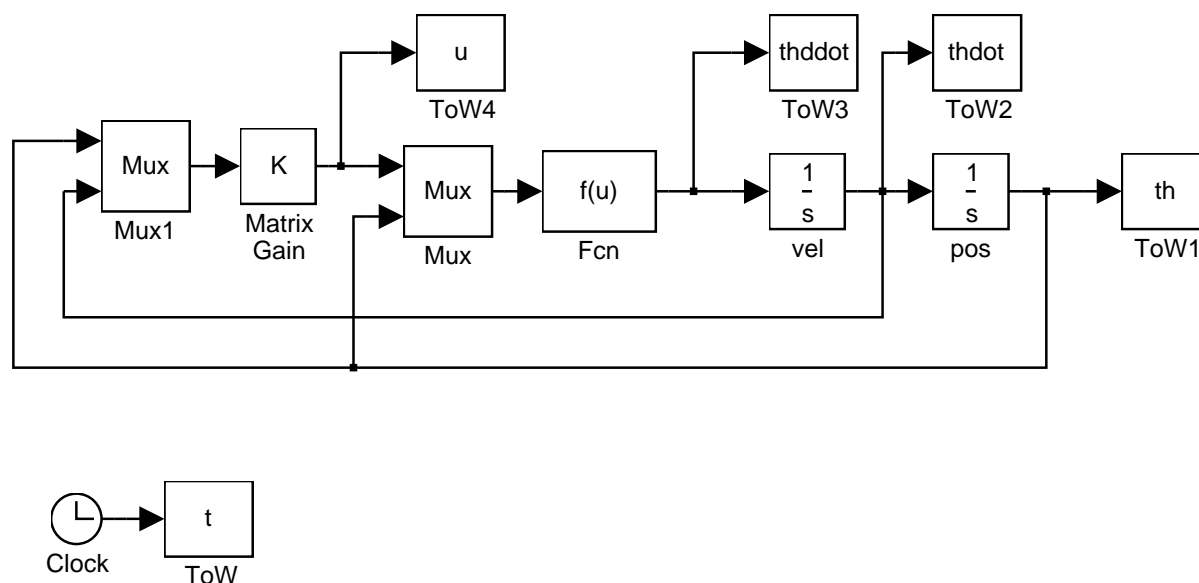 u
ToW4
thddot
ToW3
thdot
ToW2
Mux
Mux1
K
Matrix
Gain
Mux
Mux
f(u)
Fcn
1
s
vel
1
s
pos
th
ToW1
Clock
t
ToW